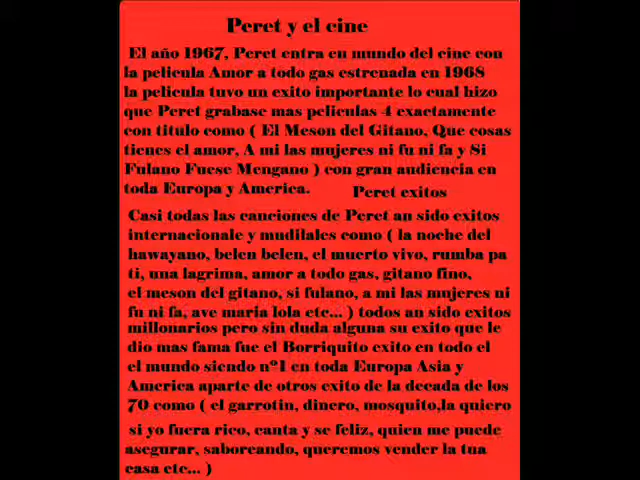 Peret y el cine
El año 1967, Peret entra en mundo del cine con
la pelicula Amor a todo gas estrenada en 1968
la pelicula tuvo un exito importante lo cual hizo
que Peret grabase mas peliculas 4 exactamente
con titulo como ( El Meson del Gitano, Que cosas
tienes el amor, A mi las mujeres ni fu ni fa y Si
Fulano Fuese Mengano ) con gran audiencia en
toda Europa y America.
Peret exitos
Casi todas las canciones de Peret an sido exitos
internacionale y mudilales como ( la noche del
hawayano, belen belen, el muerto vivo, rumba pa
ti, una lagrima, amor a todo gas, gitano fino,
el meson del gitano, si fulano, a mi las mujeres ni
fu ni fa, ave maria lola etc... ) todos an sido exitos
millonarios pero sin duda alguna su exito que le
dio mas fama fue el Borriquito exito en todo el
el mundo siendo nº1 en toda Europa Asia y
America aparte de otros exito de la decada de los
70 como ( el garrotin, dinero, mosquito,la quiero
si yo fuera rico, canta y se feliz, quien me puede
asegurar, saboreando, queremos vender la tua
casa etc... )